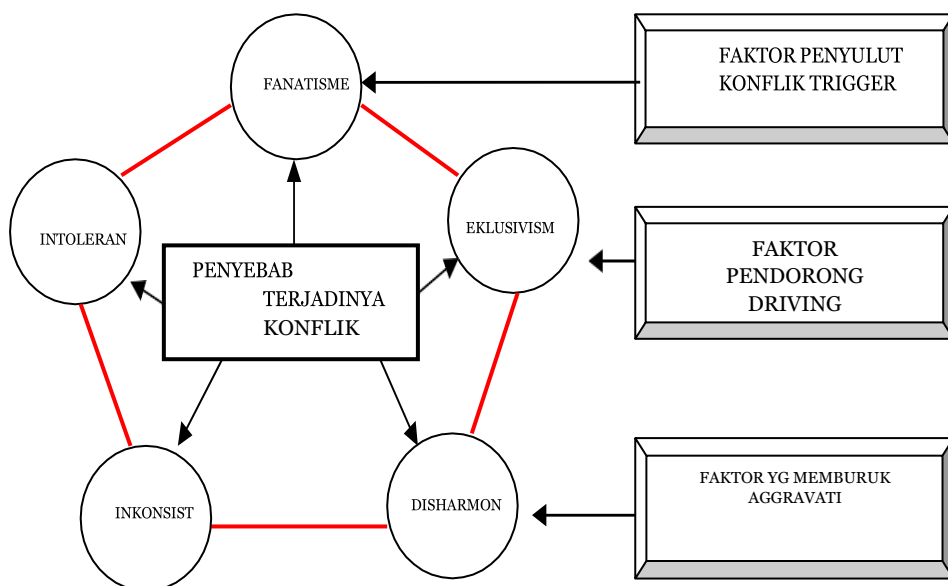 FANATISME
FAKTOR PENYULUT
KONFLIK TRIGGER
INTOLERAN
EKLUSIVISM
PENYEBAB
TERJADINYA
KONFLIK
FAKTOR
PENDORONG
DRIVING
INKONSIST
DISHARMON
FAKTOR YG MEMBURUK
AGGRAVATI